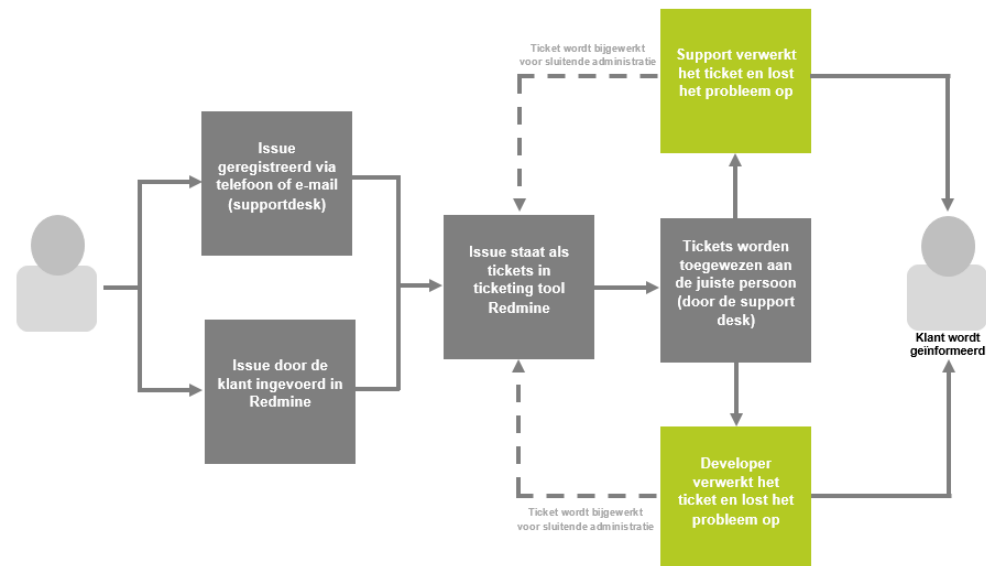 Issue
geregistreerd via
telefoon of e-mail
(supportdesk)
Issue door de
klant ingevoerd in
Redmine
Issue staat als
tickets in
ticketing tool
Redmine
Ticket wordt bijgewerkt
voor sluitende administratie
Support verwerkt
het ticket en lost
het probleem op
Tickets worden
toegewezen aan
de juiste persoon
(door de support
desk)
Developer
verwerkt het
ticket en lost het
probleem op
Ticket wordt bijgewerkt
voor sluitende administratie
Klant wordt
geïnformeerd